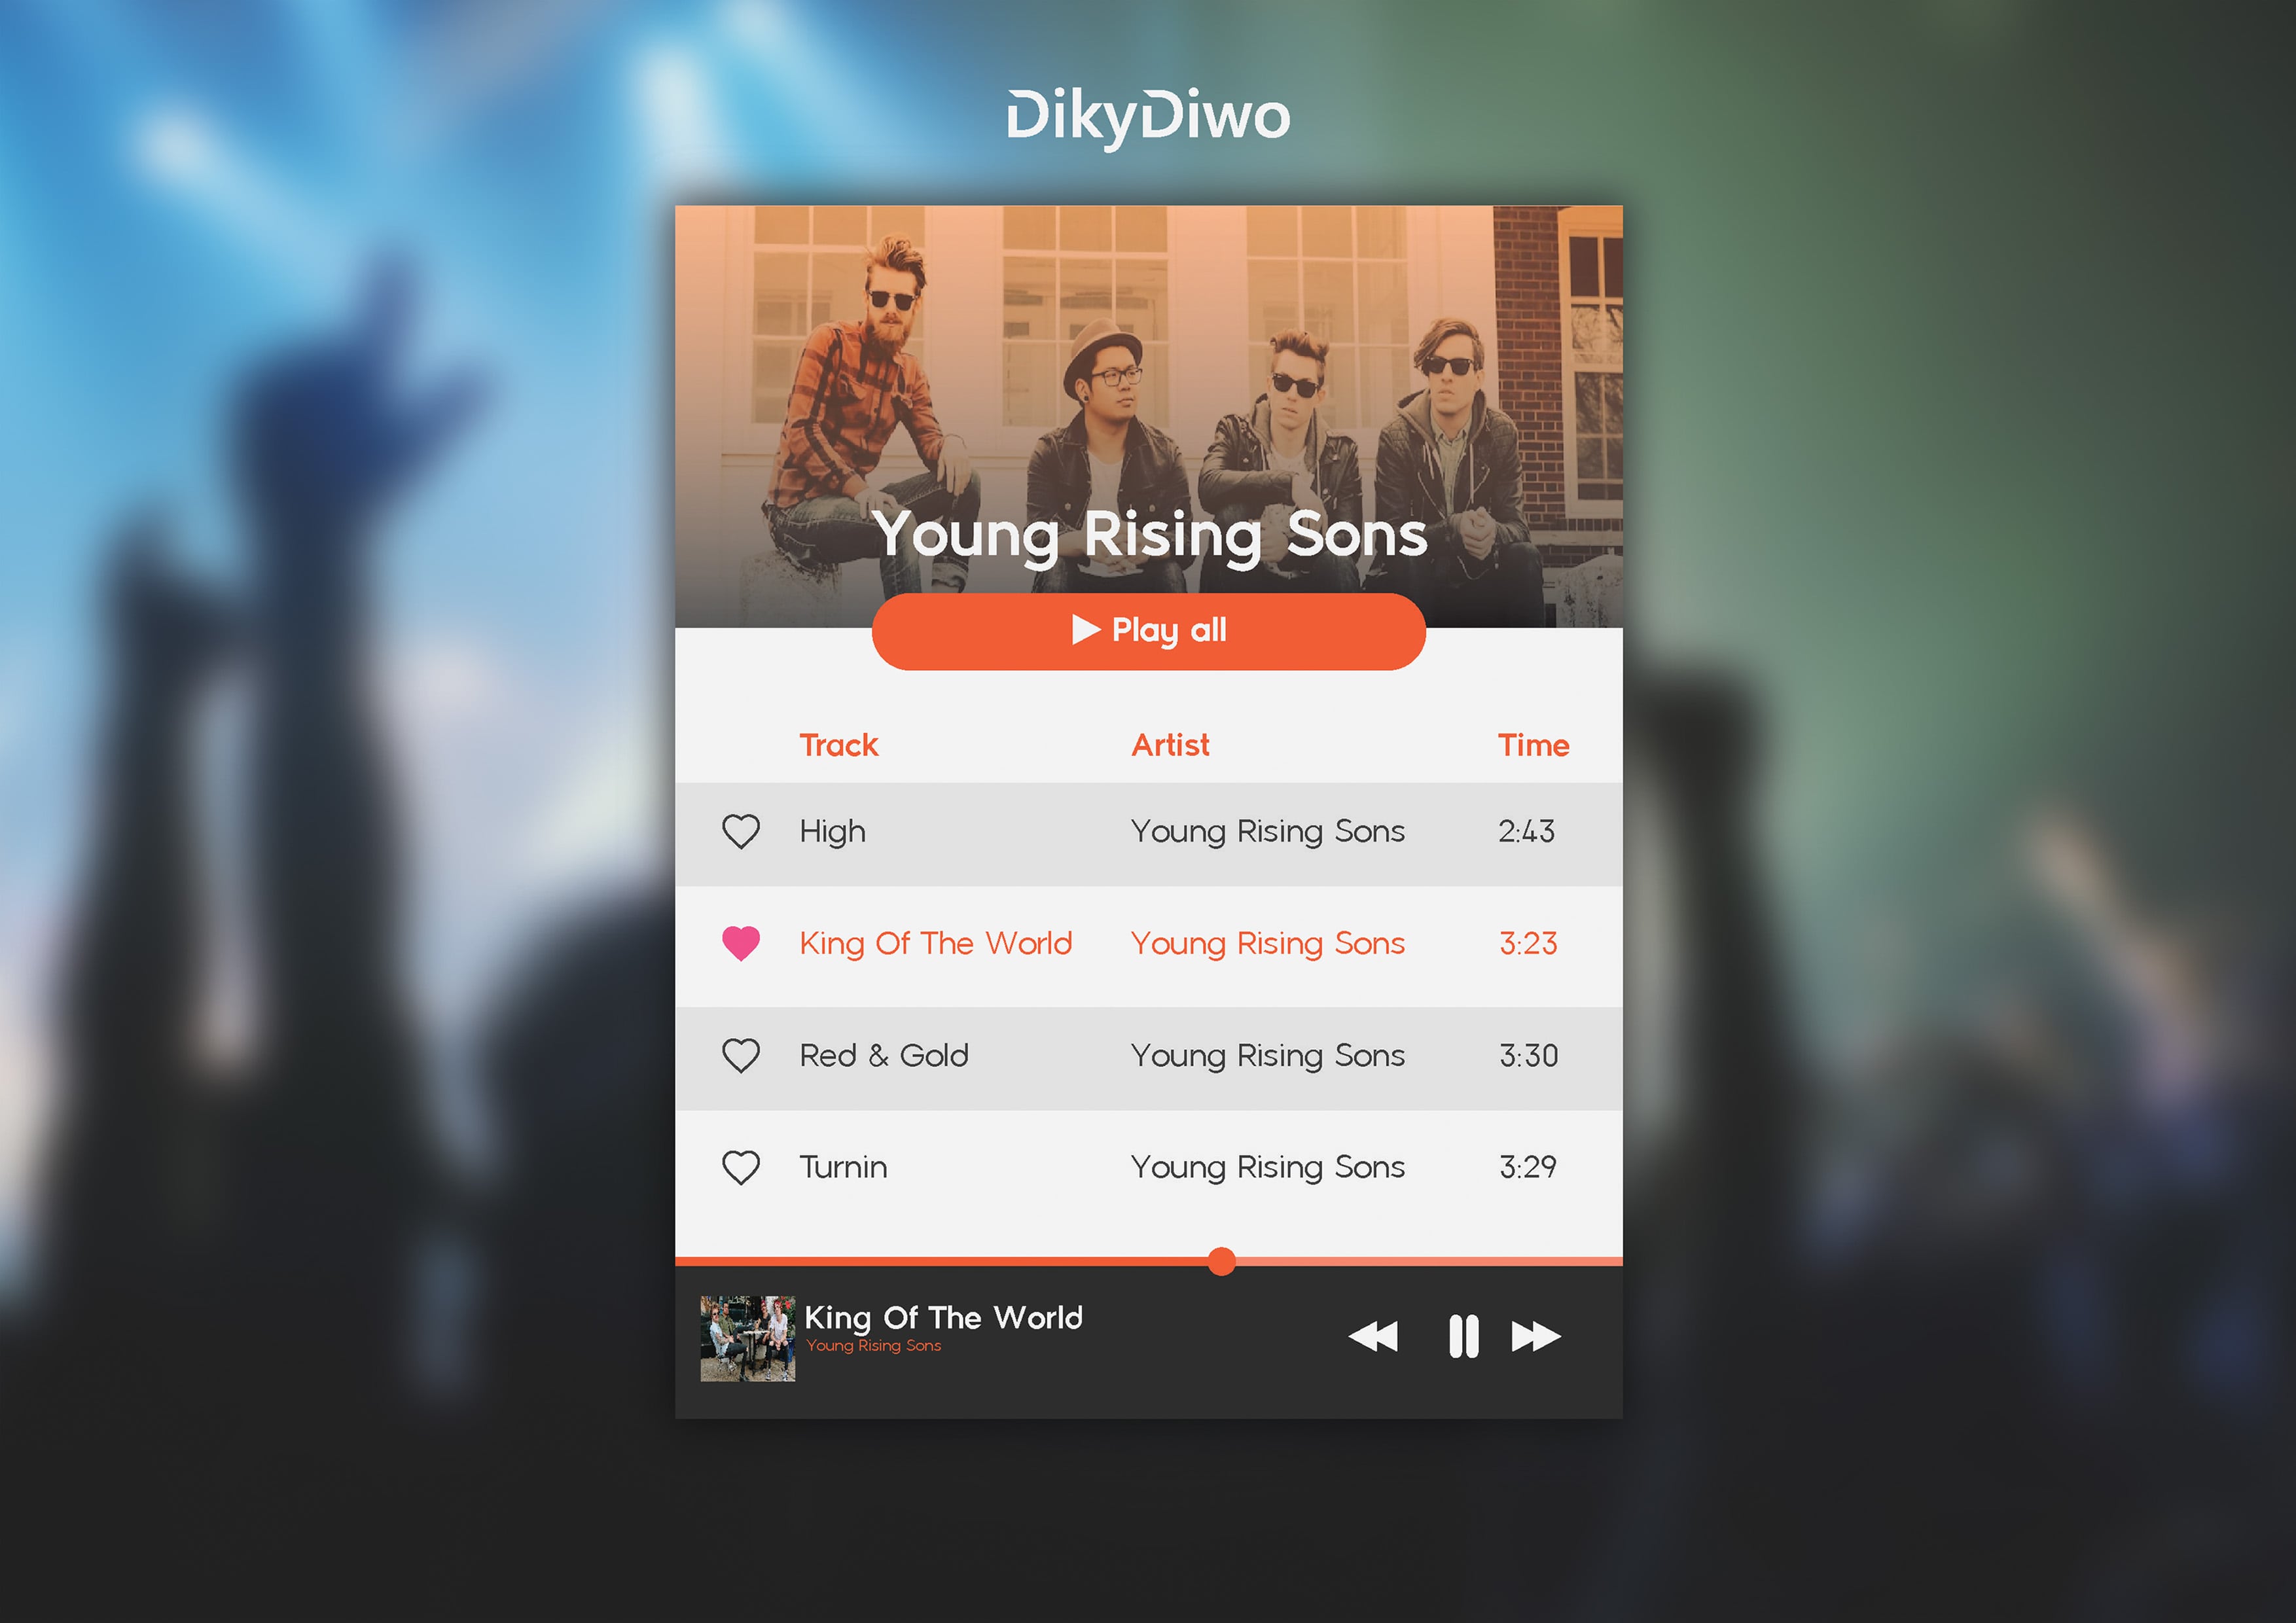 DikyDiwo
Young Rising Sons
Play all
Track Artist Time
High Young Rising Sons 2:43
King Of The World Young Rising Sons 3:23
Red & Gold Young Rising Sons 3:30
Turnin Young Rising Sons 3:29
King Of The World
Young Rising Sons